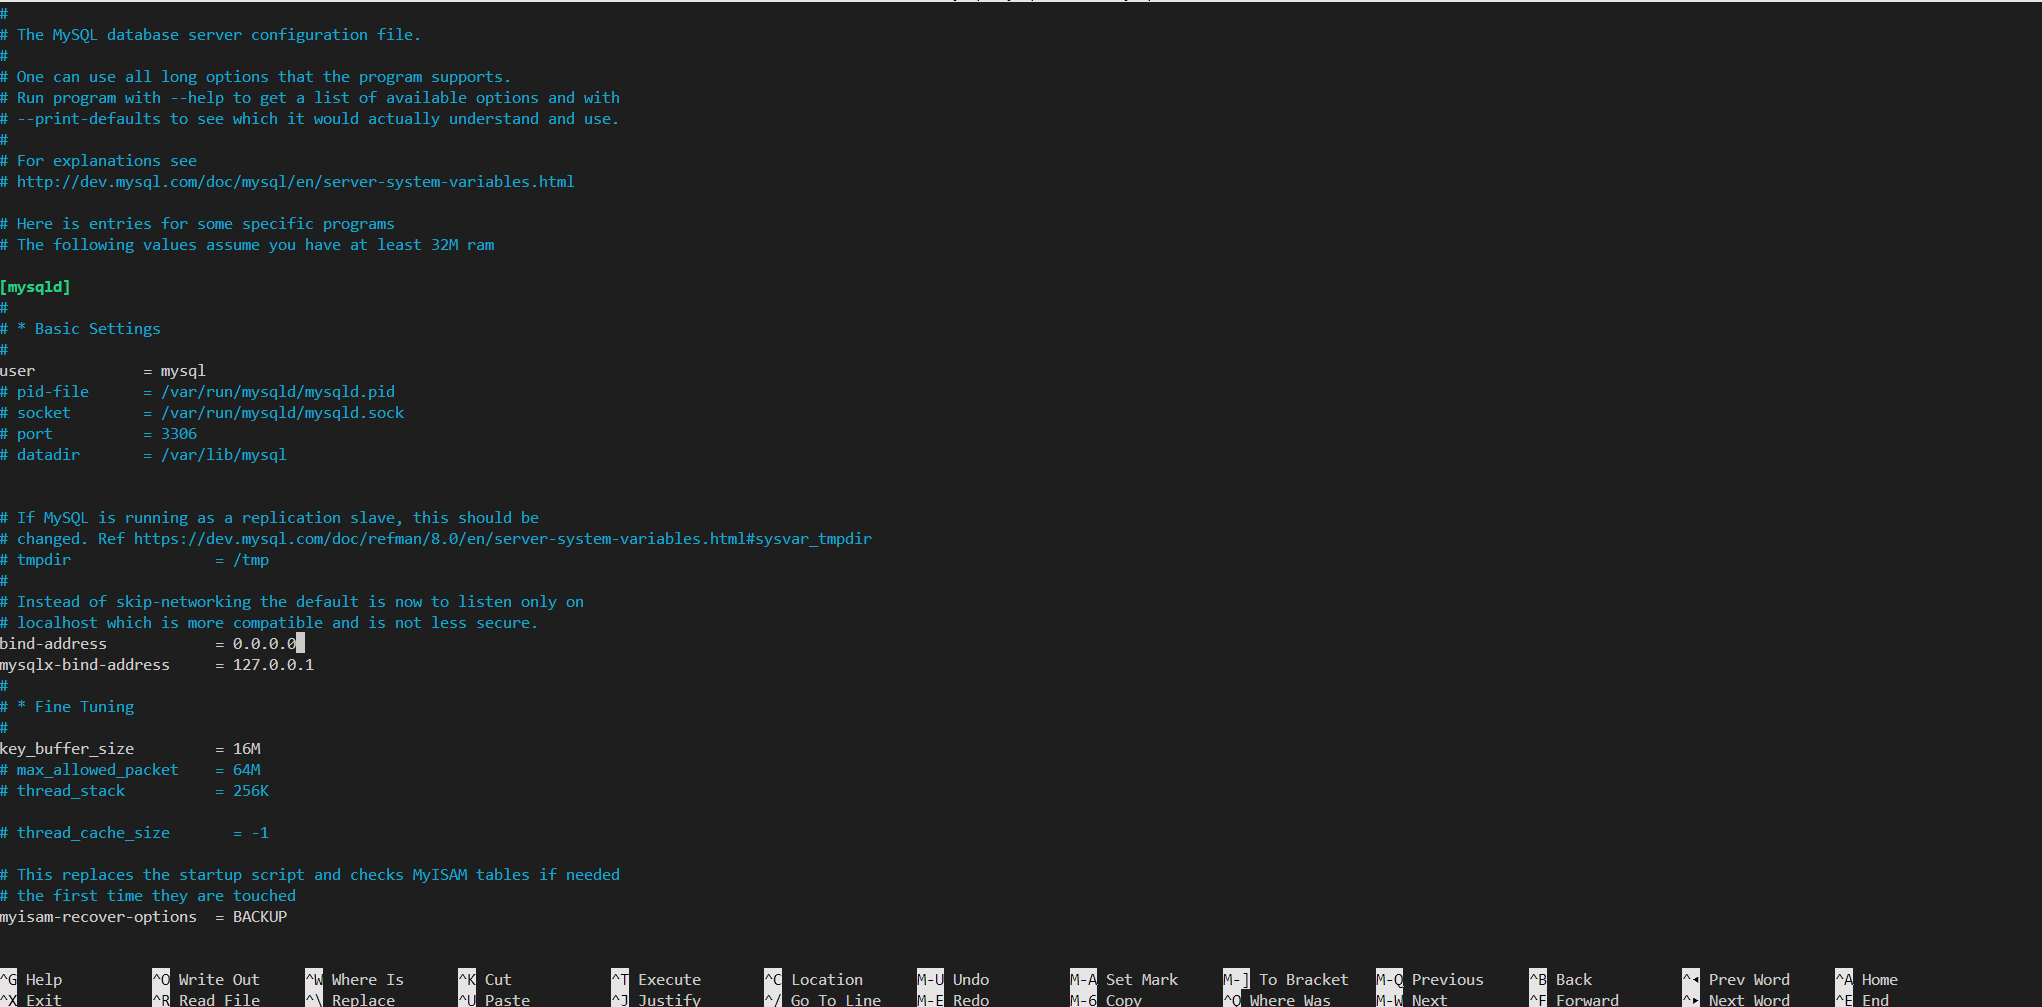 #
# The MySQL database server configuration file.
#
# One can use all long options that the program supports.
# Run program with --help to get a list of available options and with
# --print-defaults to see which it would actually understand and use.
#
# For explanations see
# http://dev.mysql.com/doc/mysql/en/server-system-variables.html
# Here is entries for some specific programs
# The following values assume you have at least 32M ram
[mysqld]
#
# * Basic Settings
#
user = mysql
# pid-file = /var/run/mysqld/mysqld.pid
# socket = /var/run/mysqld/mysqld.sock
# port = 3306
# datadir = /var/lib/mysql
# If MySQL is running as a replication slave, this should be
# changed. Ref https://dev.mysql.com/doc/refman/8.0/en/server-system-variables.html#sysvar_tmpdir
# tmpdir = /tmp
#
# Instead of skip-networking the default is now to listen only on
# localhost which is more compatible and is not less secure.
bind-address = 0.0.0.0
mysqlx-bind-address = 127.0.0.1
#
# * Fine Tuning
#
key_buffer_size = 16M
# max_allowed_packet = 64M
# thread_stack = 256K
# thread_cache_size = -1
# This replaces the startup script and checks MyISAM tables if needed
# the first time they are touched
myisam-recover-options = BACKUP
^G Help ^O Write Out ^W Where Is ^K Cut ^T Execute ^C Location M-U Undo M-A Set Mark M-] To Bracket M-Q Previous ^B Back ^◂ Prev Word ^A Home
^X Exit ^R Read File ^\ Replace ^U Paste ^J Justify ^/ Go To Line M-E Redo M-6 Copy ^Q Where Was M-W Next ^F Forward ^▸ Next Word ^E End